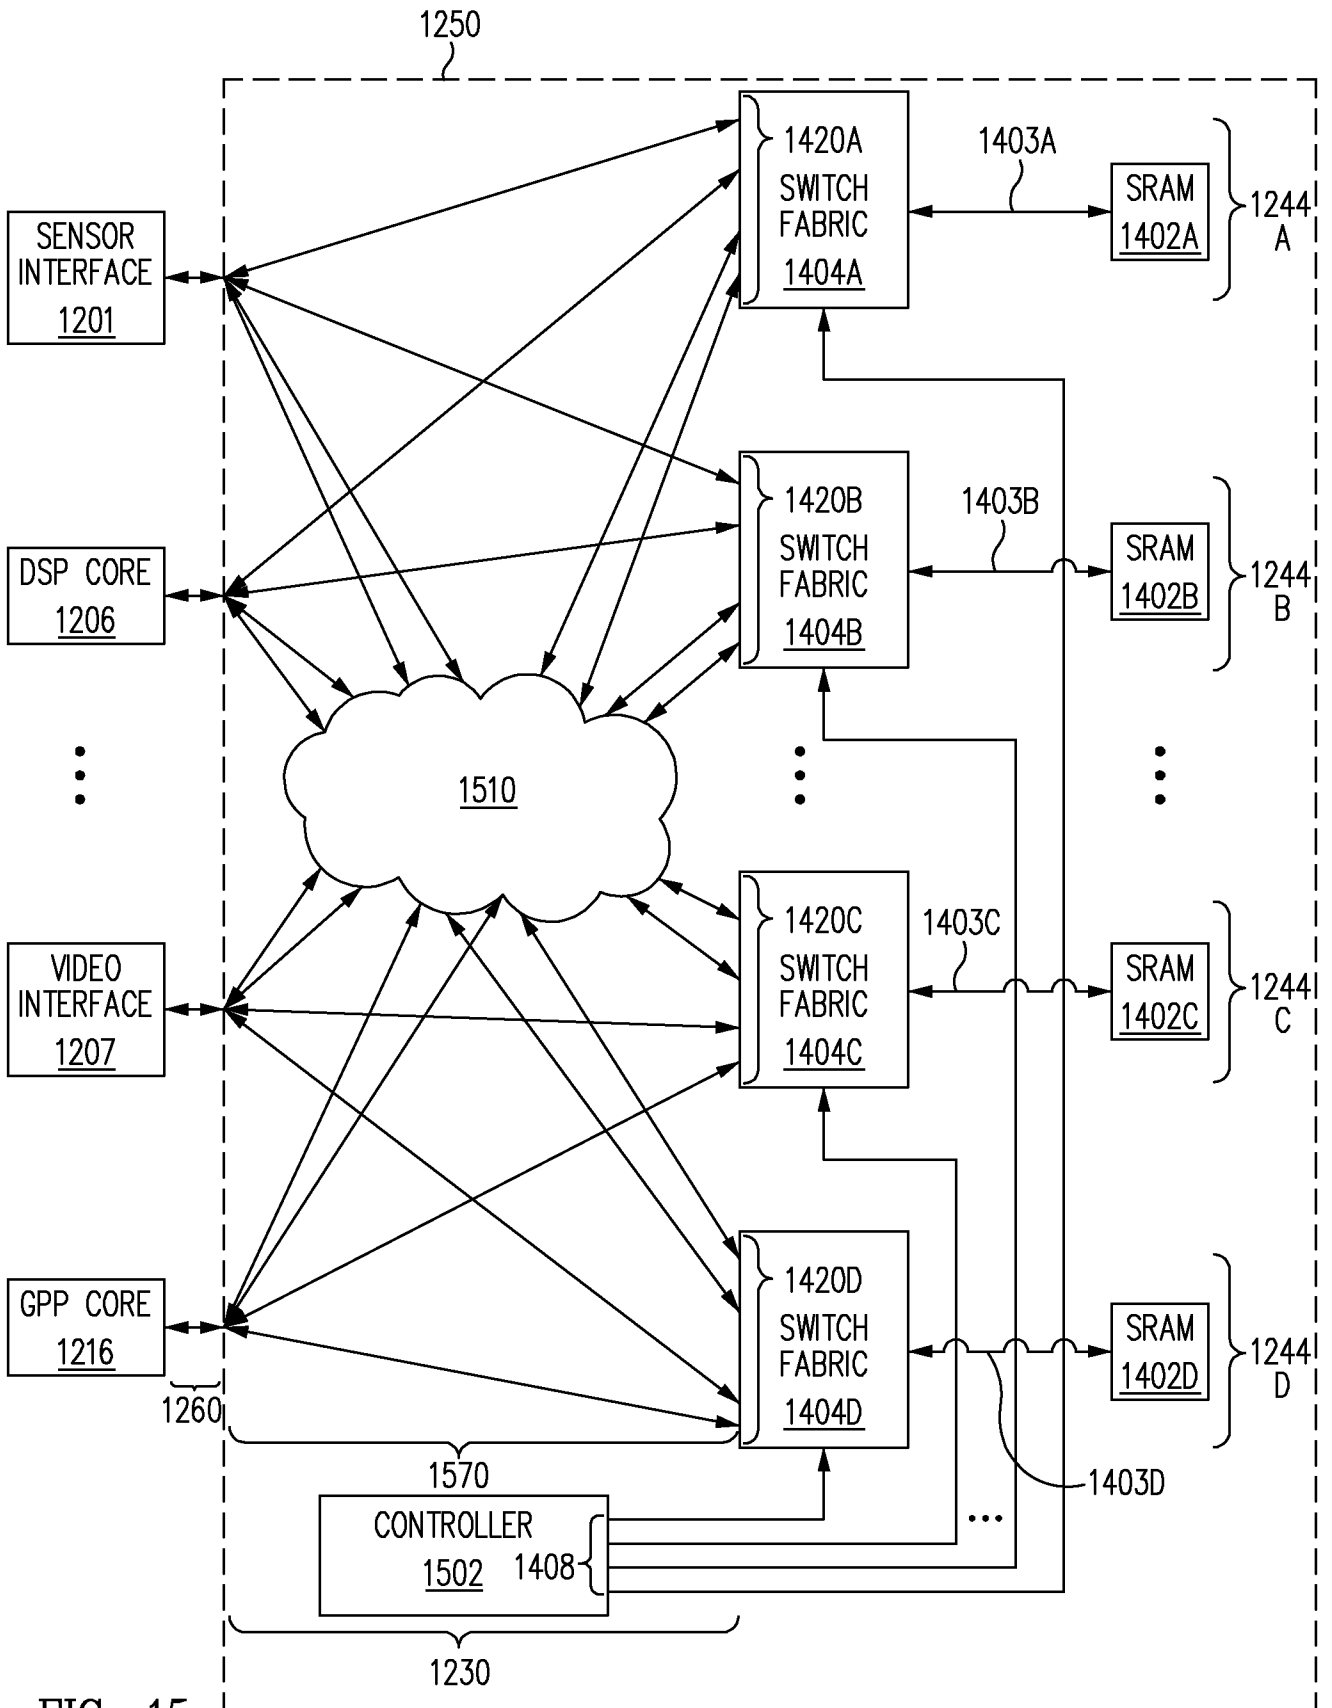 1250
1420A
SWITCH
FABRIC
1404A
1403A
SRAM
1402A
1244
A
SENSOR
INTERFACE
1201
1420B
SWITCH
FABRIC
1404B
1403B
SRAM
1402B
1244
B
DSP CORE
1206
1510
1420C
SWITCH
FABRIC
1404C
1403C
SRAM
1402C
1244
C
VIDEO
INTERFACE
1207
1420D
SWITCH
FABRIC
1404D
SRAM
1402D
1244
D
1403D
GPP CORE
1216
1260
1570
CONTROLLER
1502
1408
1230
FIG. 15